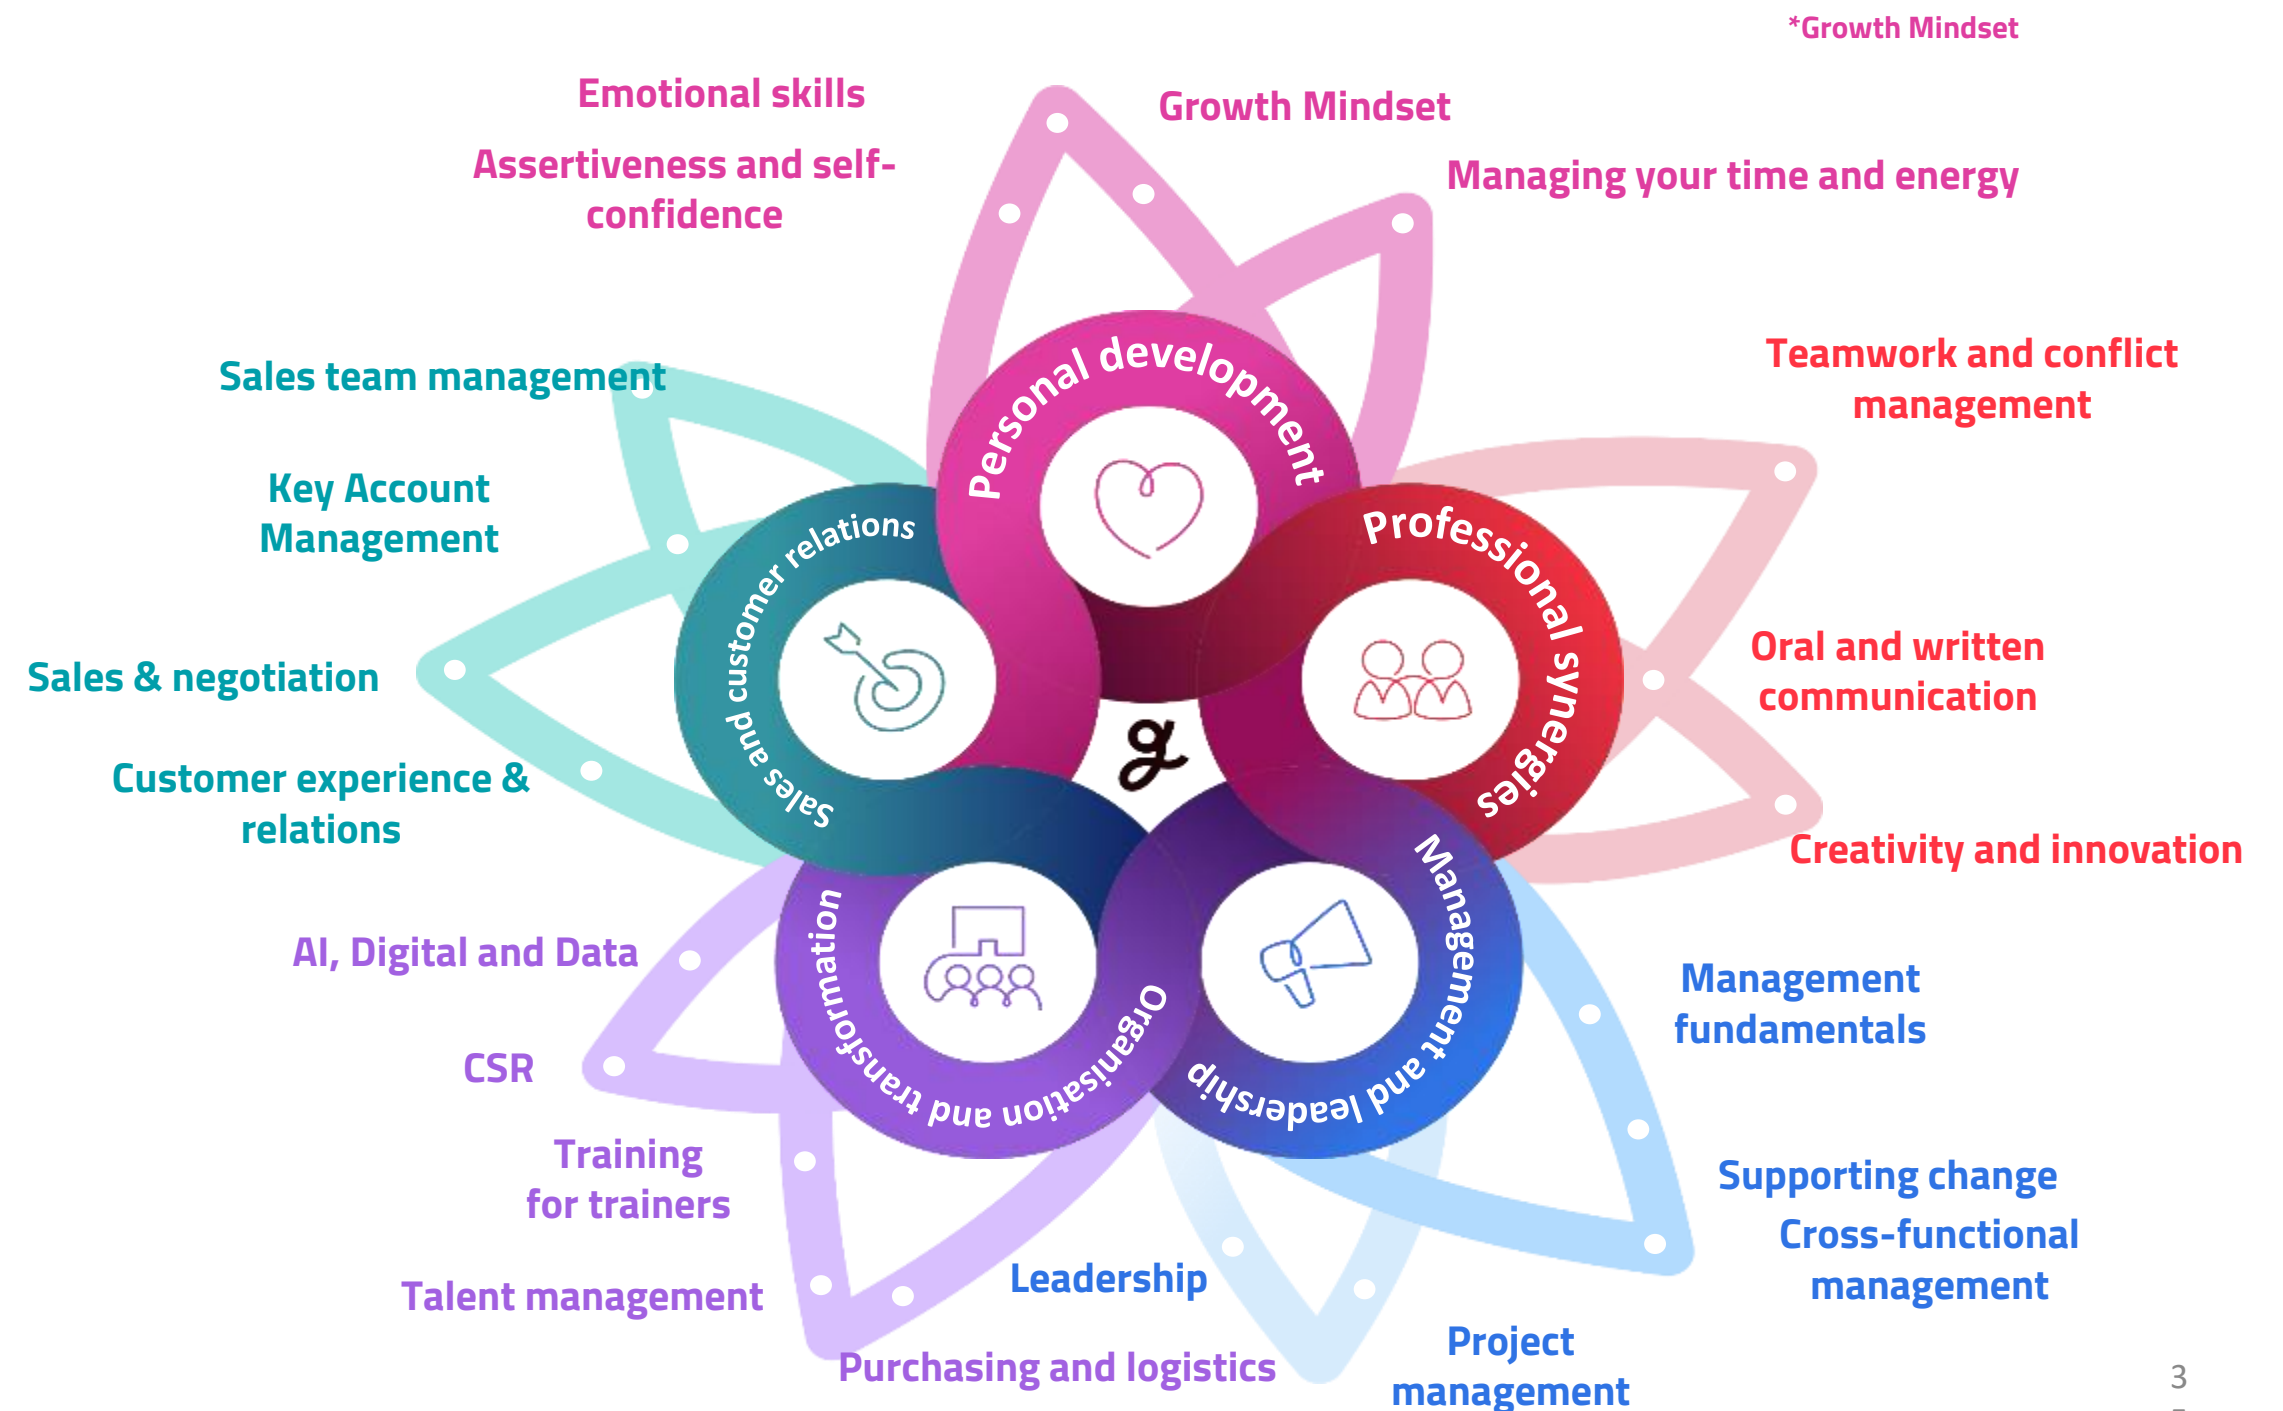 *Growth Mindset
Emotional skills
Growth Mindset
Assertiveness and self-
confidence
Managing your time and energy
Sales team management
Teamwork and conflict
management
Key Account
Management
Personal development
Sales and customer relations
Professional synergies
Oral and written
communication
Sales & negotiation
g
Customer experience &
relations
Creativity and innovation
Organisation and transformation
Management and leadership
AI, Digital and Data
Management
fundamentals
CSR
Training
for trainers
Supporting change
Cross-functional
management
Talent management
Leadership
Purchasing and logistics
Project
management
3